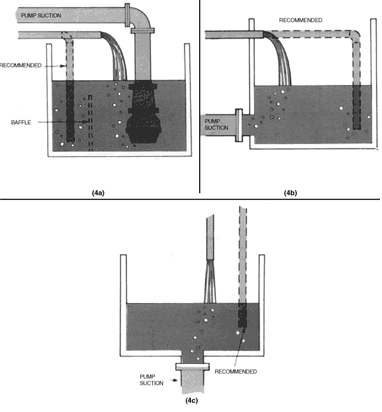 PUMP SUCTION
RECOMMENDED
BAFFLE
(4a)
RECOMMENDED
PUMP
SUCTION
(4b)
PUMP
SUCTION
RECOMMENDED
(4c)